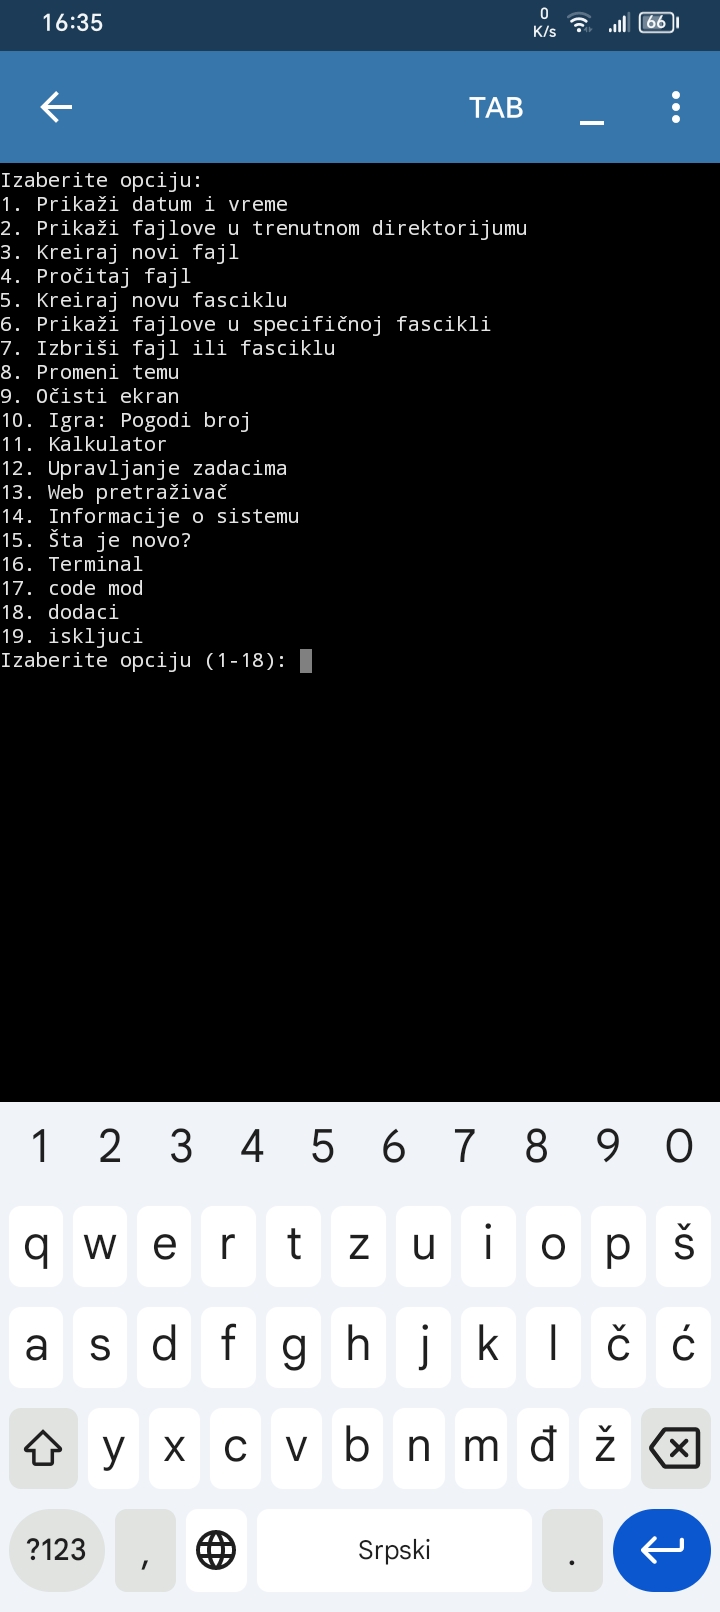 16:35
0
K/s
66
TAB
Izaberite opciju:
1. Prikaži datum i vreme
2. Prikaži fajlove u trenutnom direktorijumu
3. Kreiraj novi fajl
4. Pročitaj fajl
5. Kreiraj novu fasciklu
6. Prikaži fajlove u specifičnoj fascikli
7. Izbriši fajl ili fasciklu
8. Promeni temu
9. Očisti ekran
10. Igra: Pogodi broj
11. Kalkulator
12. Upravljanje zadacima
13. Web pretraživač
14. Informacije o sistemu
15. Šta je novo?
16. Terminal
17. code mod
18. dodaci
19. iskljuci
Izaberite opciju (1-18):
1 2 3 4 5 6 7 8 9 0
q w e r t z u i o p š
a s d f g h j k l č ć
y x c v b n m đ ž
?123 , Srpski .